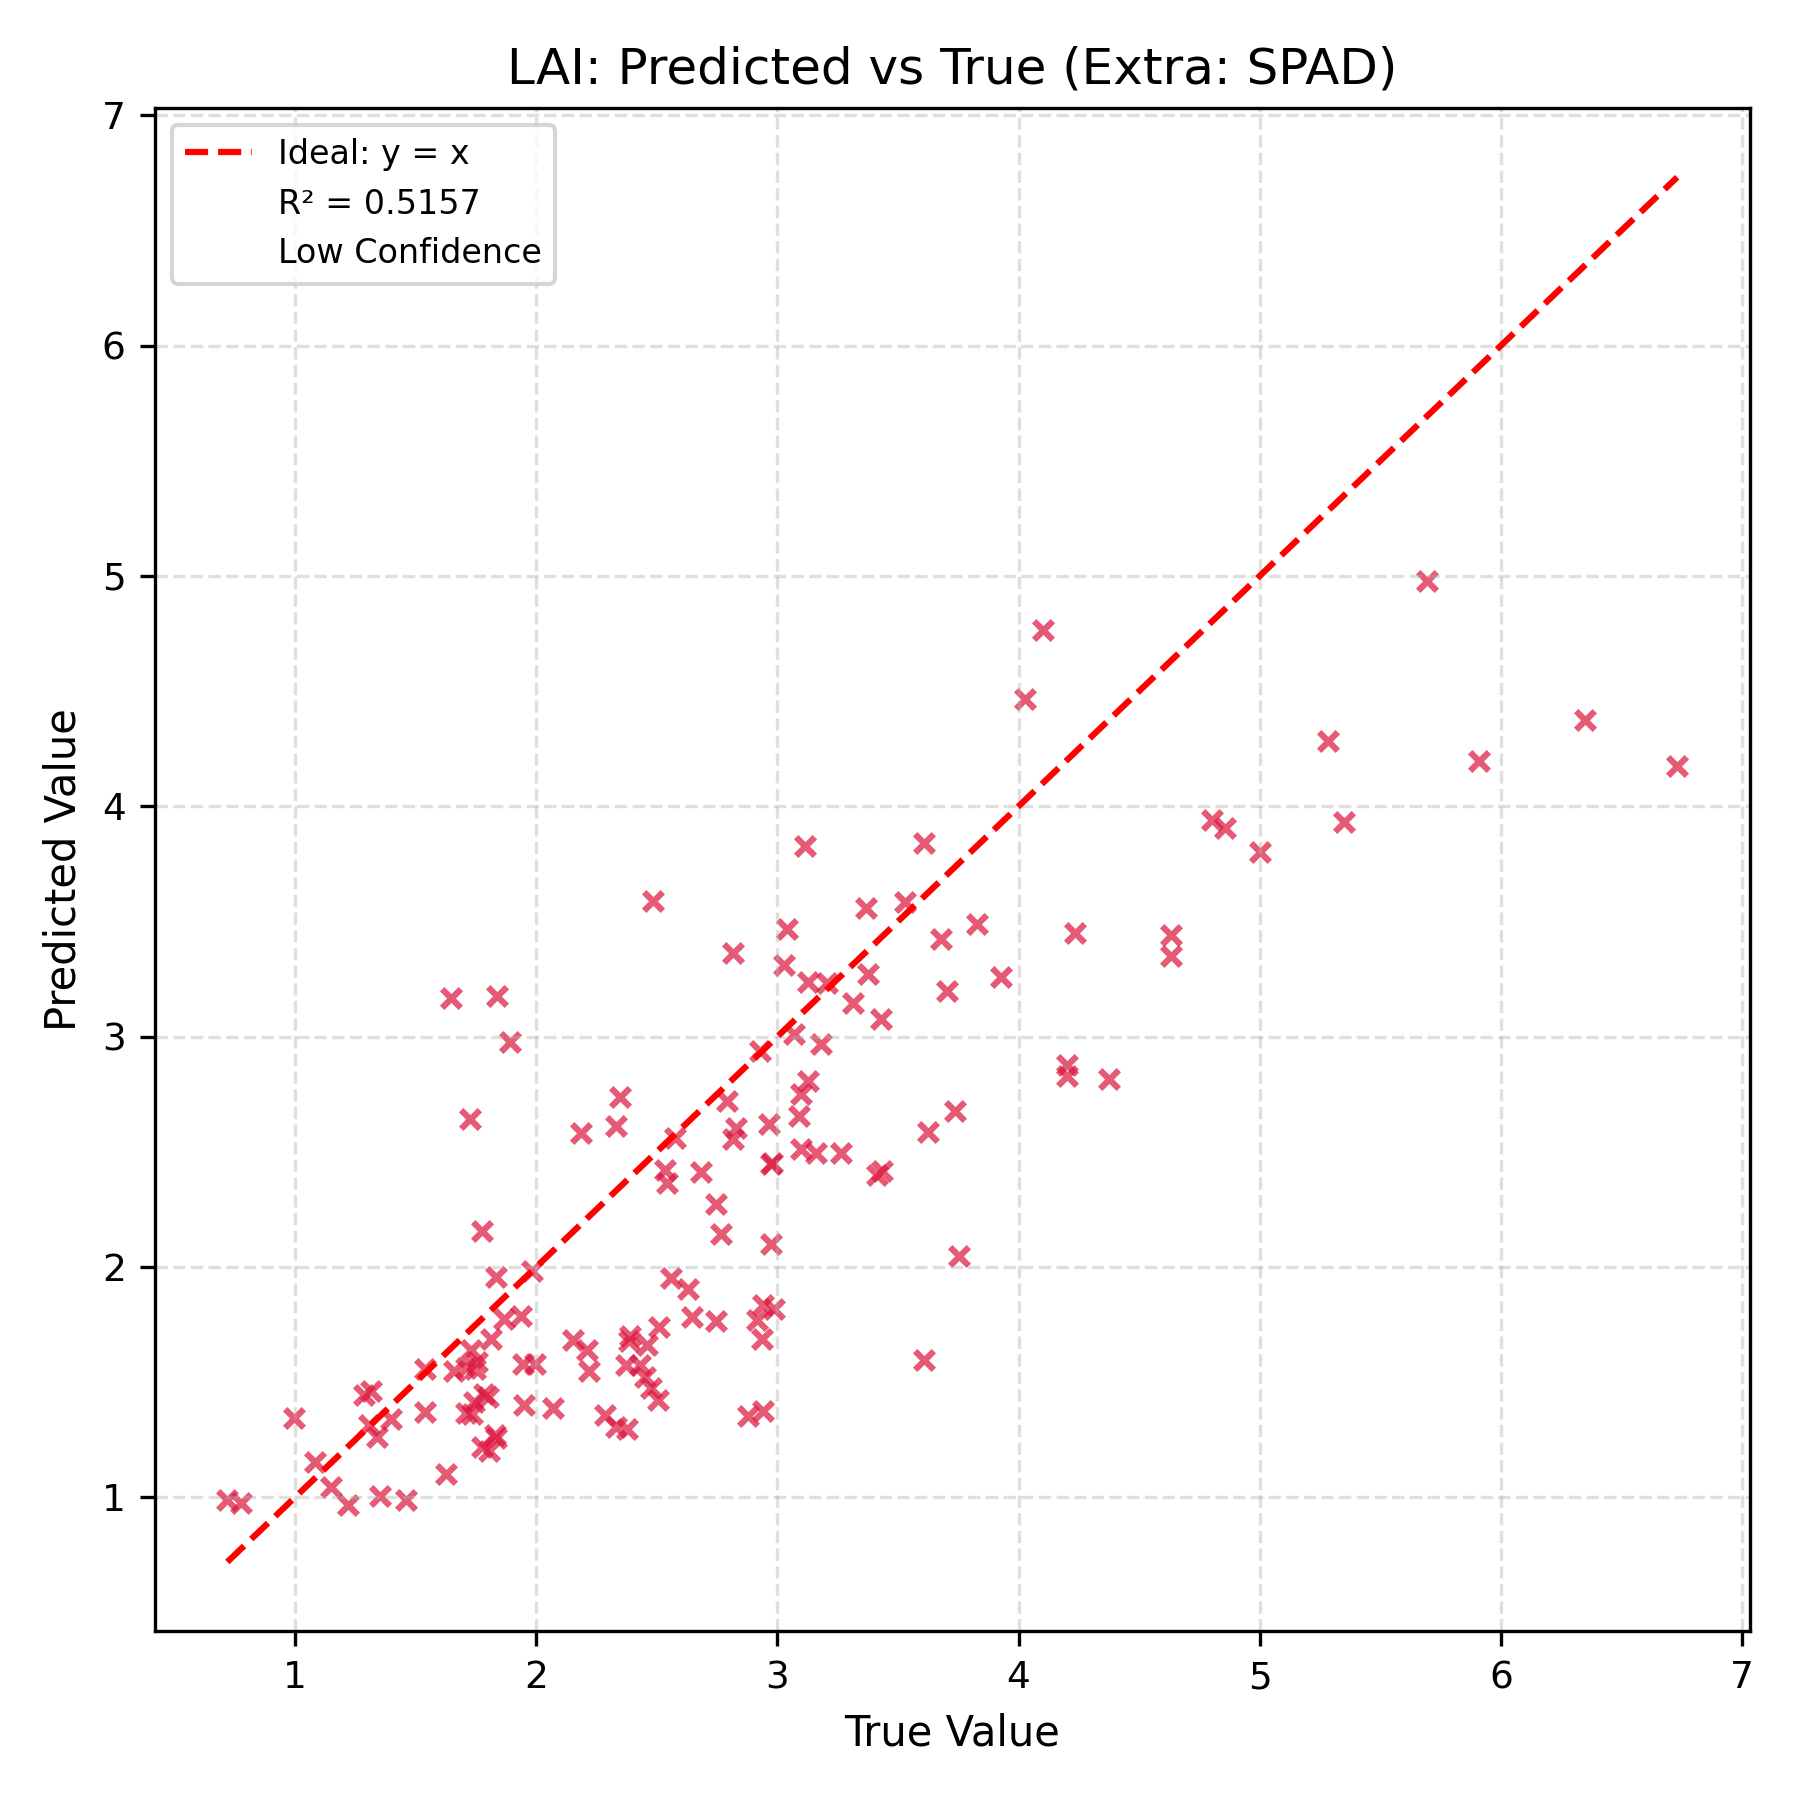 LAI: Predicted vs True (Extra: SPAD)
Ideal: y = x
R² = 0.5157
Low Confidence
Predicted Value
7
6
5
4
3
2
1
1 2 3 4 5 6 7
True Value